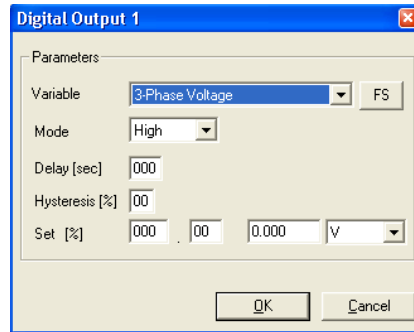 Digital Output 1
Parameters
Variable 3-Phase Voltage FS
Mode High
Delay [sec] 000
Hysteresis [%] 00
Set [%] 000 . 00 0.000 V
OK Cancel